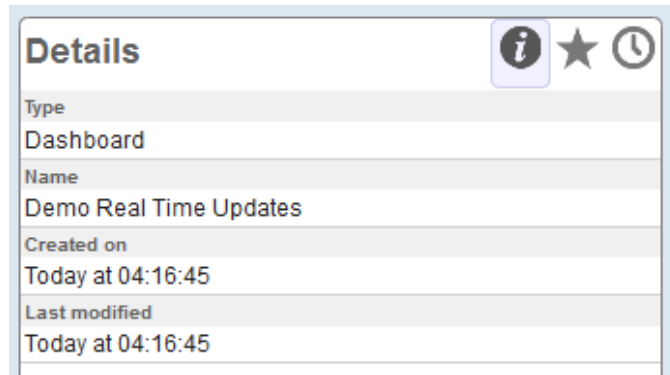 Details
Type
Dashboard
Name
Demo Real Time Updates
Created on
Today at 04:16:45
Last modified
Today at 04:16:45